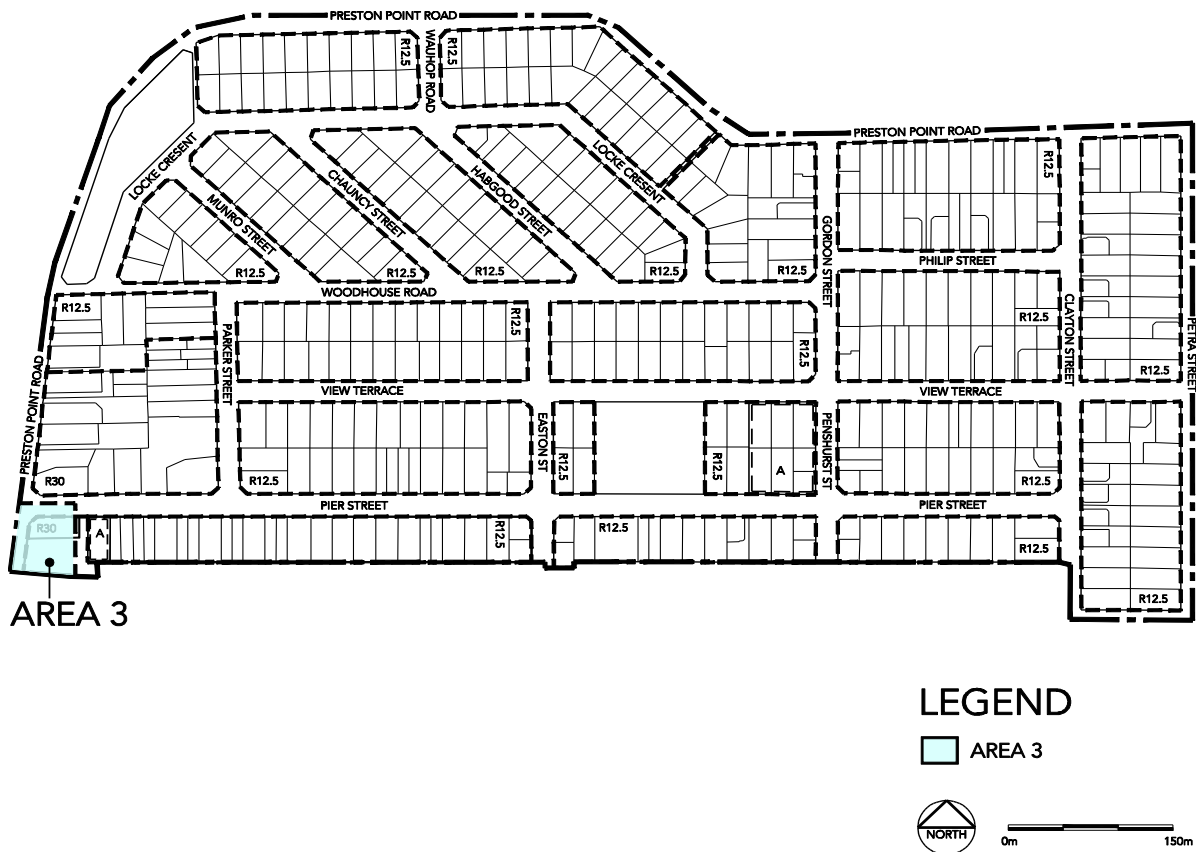 PRESTON POINT ROAD
R12.5
WAUHOP ROAD
R12.5
PRESTON POINT ROAD
R12.5
LOCKE CRESENT
LOCKE CRESENT
MUNRO STREET
CHAUNCY STREET
HABGOOD STREET
GORDON STREET
R12.5
R12.5
R12.5
R12.5
R12.5
PHILIP STREET
WOODHOUSE ROAD
R12.5
PARKER STREET
R12.5
R12.5
R12.5
CLAYTON STREET
PETRA STREET
R12.5
PRESTON POINT ROAD
VIEW TERRACE
VIEW TERRACE
EASTON ST
PENSHURST ST
R30
R12.5
R12.5
R12.5
A
R12.5
PIER STREET
PIER STREET
R30
A
R12.5
R12.5
R12.5
R12.5
AREA 3
LEGEND
AREA 3
NORTH
0m
150m